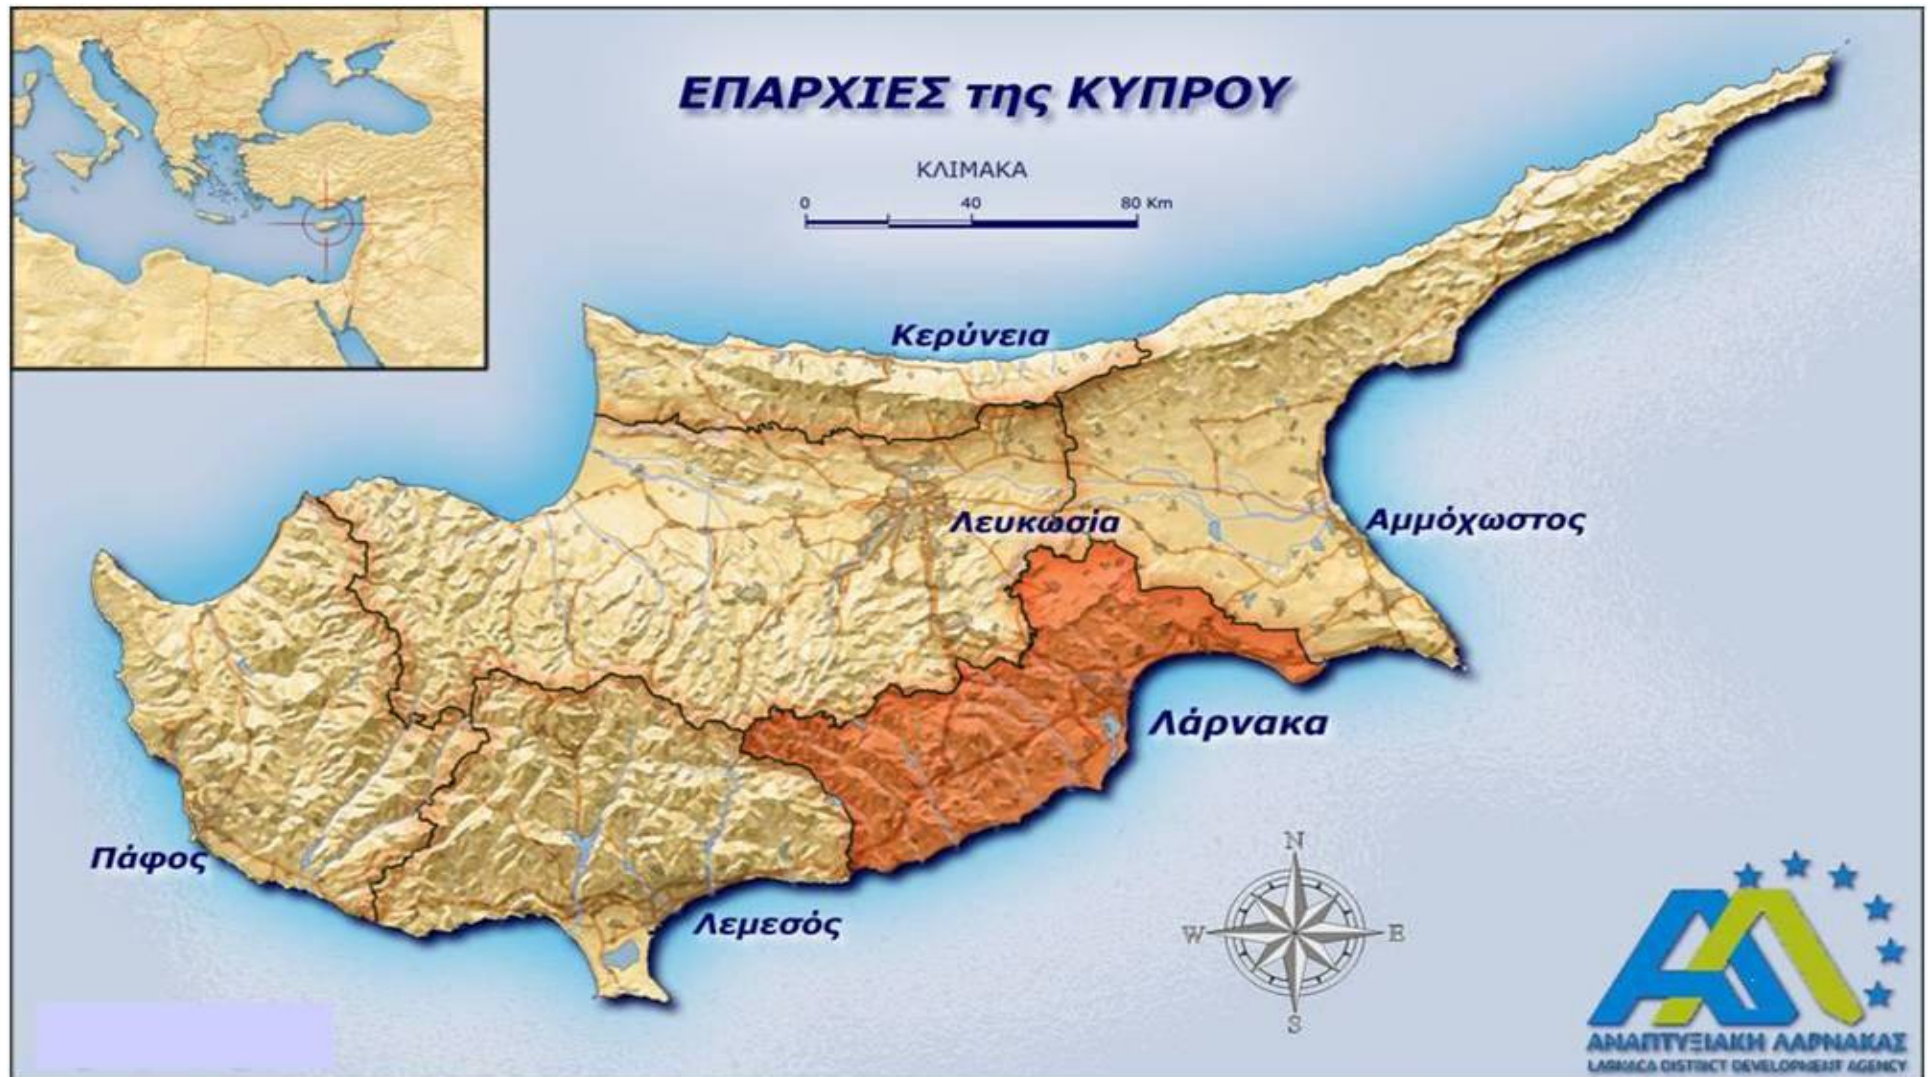 ΕΠΑΡΧΙΕΣ της ΚΥΠΡΟΥ
ΚΛΙΜΑΚΑ
0 40 80 Km
Κερύνεια
Λευκωσία
Αμμόχωστος
Λάρνακα
Πάφος
Λεμεσός
N
W E
S
ΑΝΑΠΤΥΞΙΑΚΗ ΛΑΡΝΑΚΑΣ
LARNACA DISTRICT DEVELOPMENT AGENCY